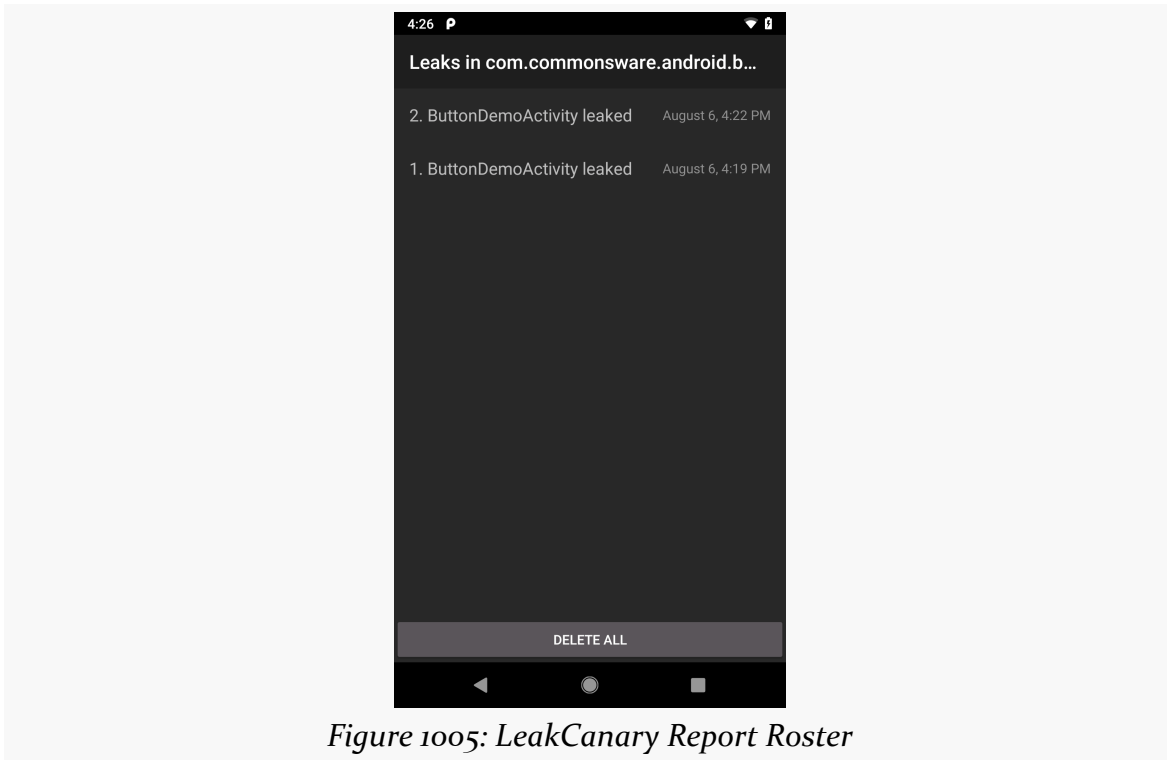 4:26
Leaks in com.commonsware.android.b...
2. ButtonDemoActivity leaked August 6, 4:22 PM
1. ButtonDemoActivity leaked August 6, 4:19 PM
DELETE ALL
Figure 1005: LeakCanary Report Roster